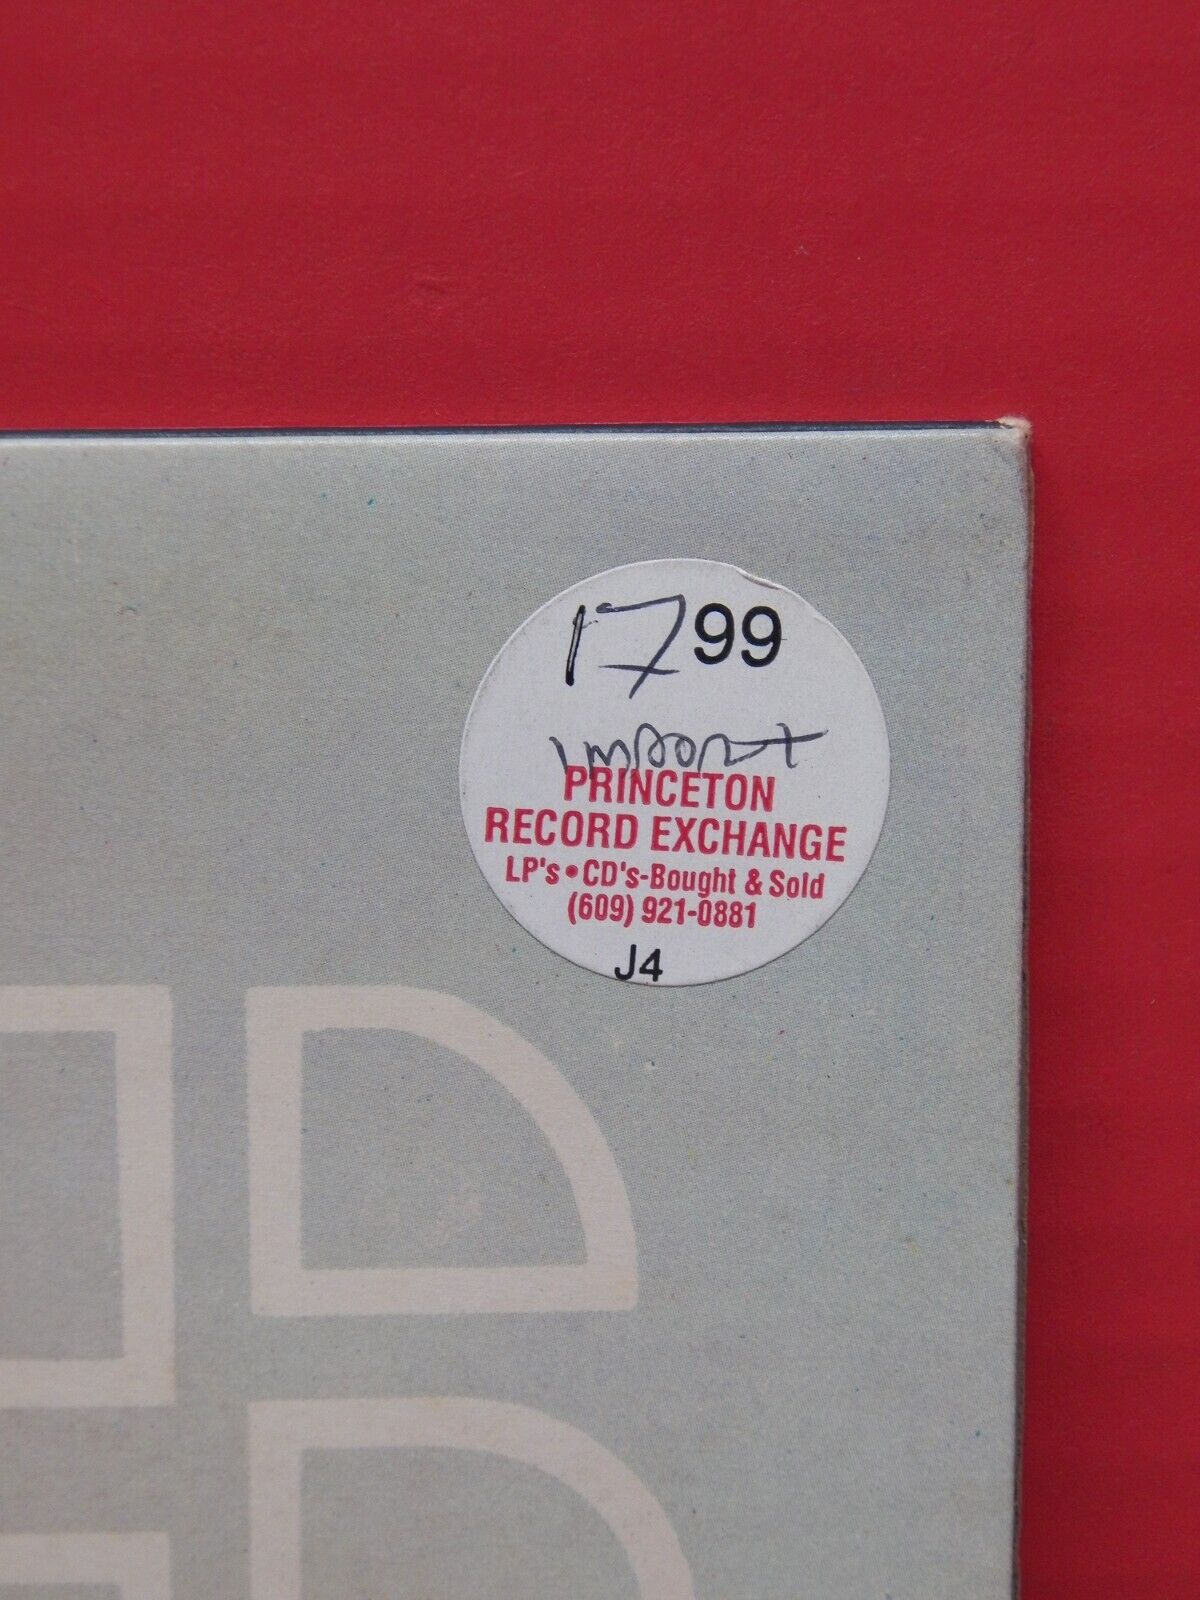 1799
import
PRINCETON
RECORD EXCHANGE
LP's • CD's-Bought & Sold
(609) 921-0881
J4